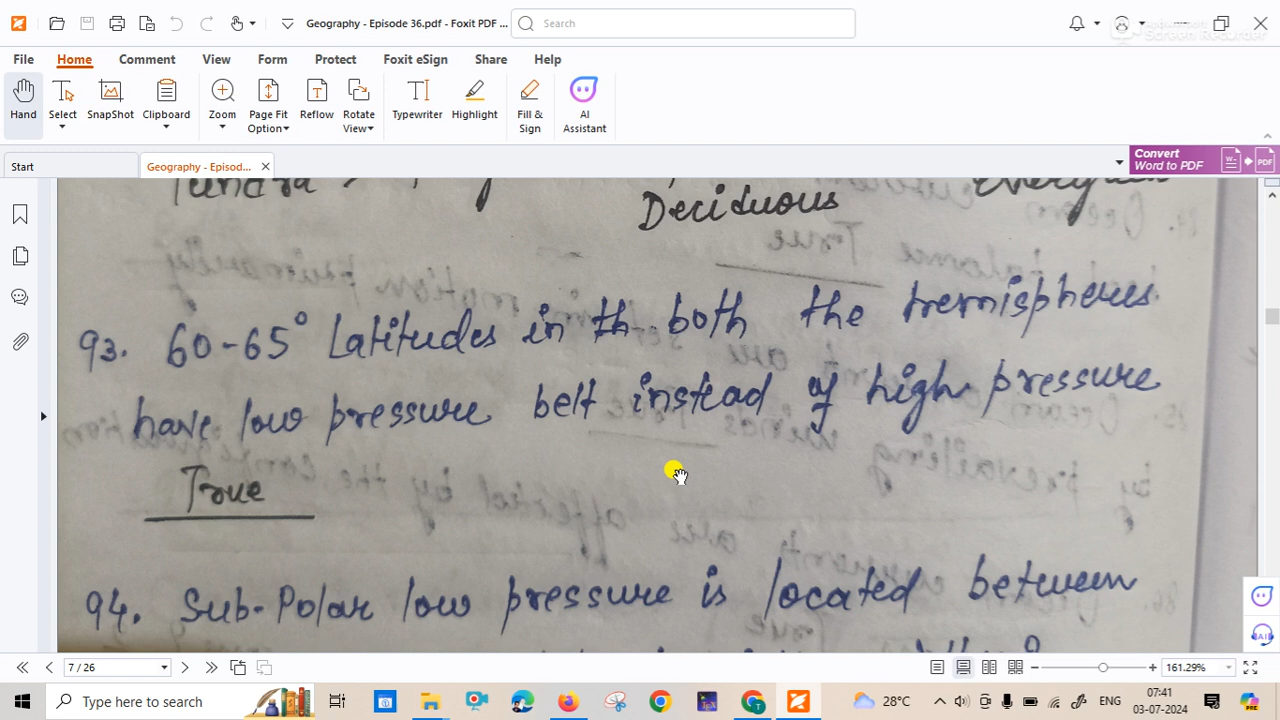 Geography - Episode 36.pdf - Foxit PDF ...
Search
File Home Comment View Form Protect Foxit eSign Share Help
Hand Select SnapShot Clipboard Zoom Page Fit Option Reflow Rotate View Typewriter Highlight Fill & Sign AI Assistant
Start Geography - Episod... Convert Word to PDF
Tundra
Deciduous
93. 60-65° Latitudes in th both the hemispheres
have low pressure belt instead of high pressure
True
94. Sub-Polar low pressure is located between
7 / 26 161.29%
Type here to search 28°C ENG 07:41
03-07-2024